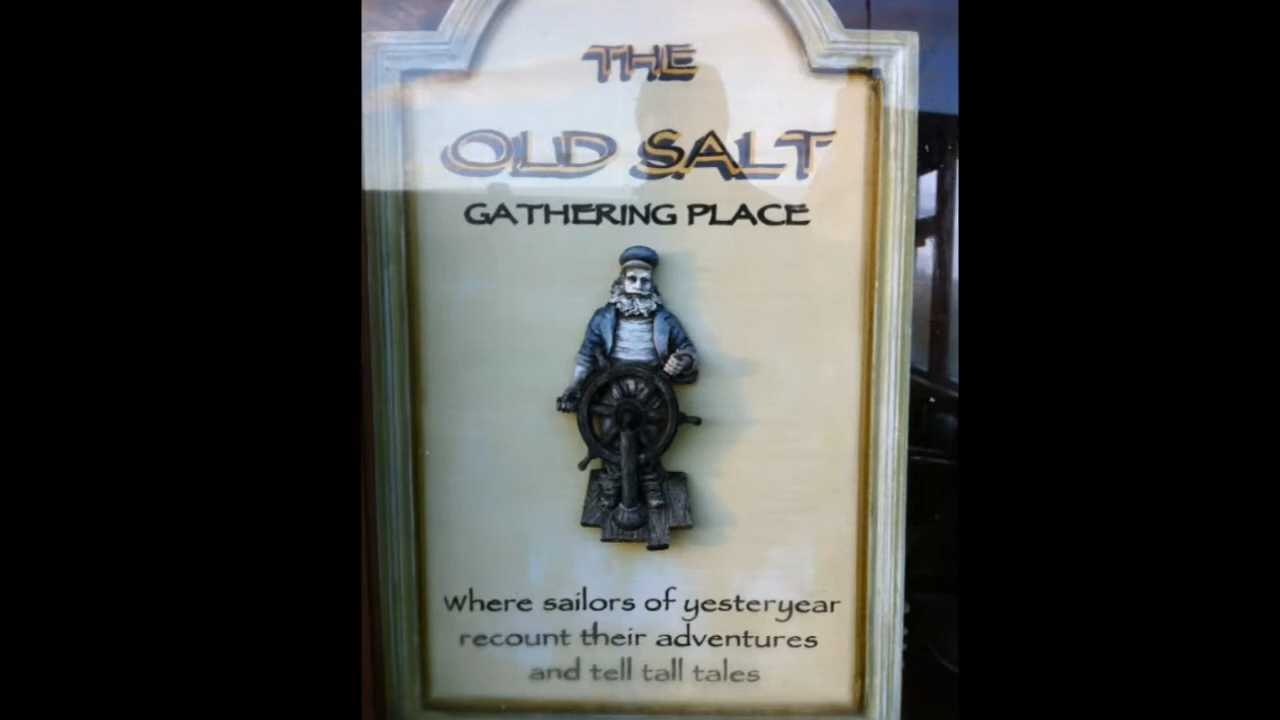 THE
OLD SALT
GATHERING PLACE
where sailors of yesteryear
recount their adventures
and tell tall tales